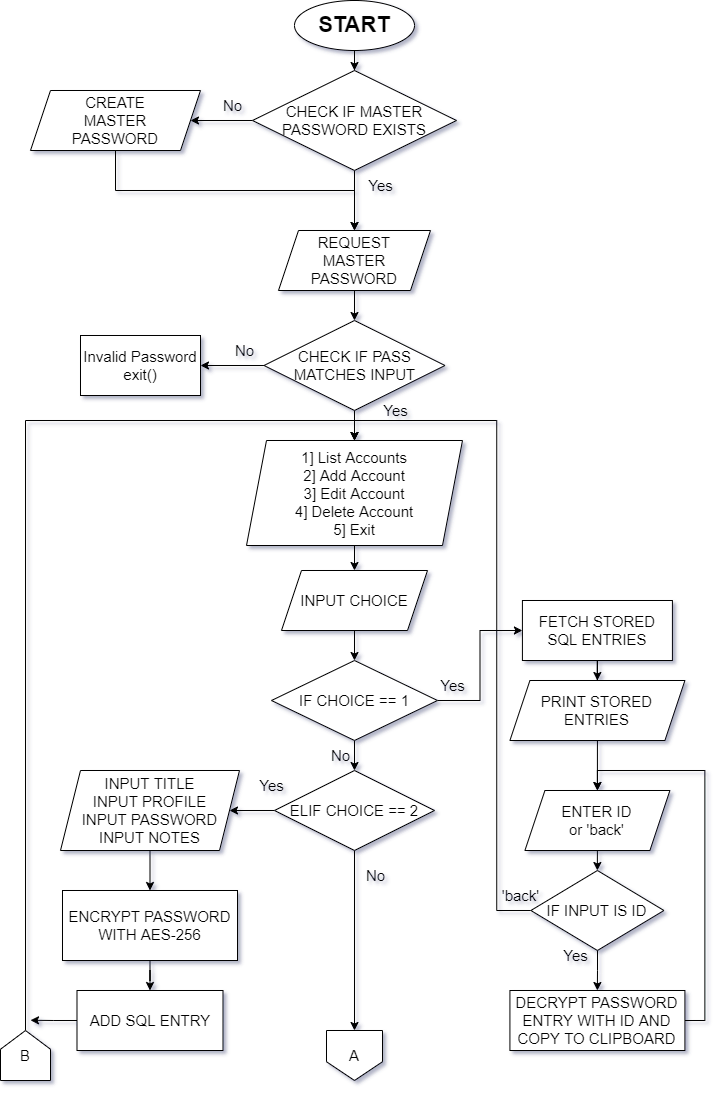 START
CHECK IF MASTER
PASSWORD EXISTS
No
CREATE
MASTER
PASSWORD
Yes
REQUEST
MASTER
PASSWORD
CHECK IF PASS
MATCHES INPUT
No
Invalid Password
exit()
Yes
1] List Accounts
2] Add Account
3] Edit Account
4] Delete Account
5] Exit
INPUT CHOICE
IF CHOICE == 1
Yes
FETCH STORED
SQL ENTRIES
PRINT STORED
ENTRIES
ENTER ID
or 'back'
IF INPUT IS ID
'back'
Yes
DECRYPT PASSWORD
ENTRY WITH ID AND
COPY TO CLIPBOARD
No
ELIF CHOICE == 2
Yes
INPUT TITLE
INPUT PROFILE
INPUT PASSWORD
INPUT NOTES
ENCRYPT PASSWORD
WITH AES-256
ADD SQL ENTRY
B
No
A